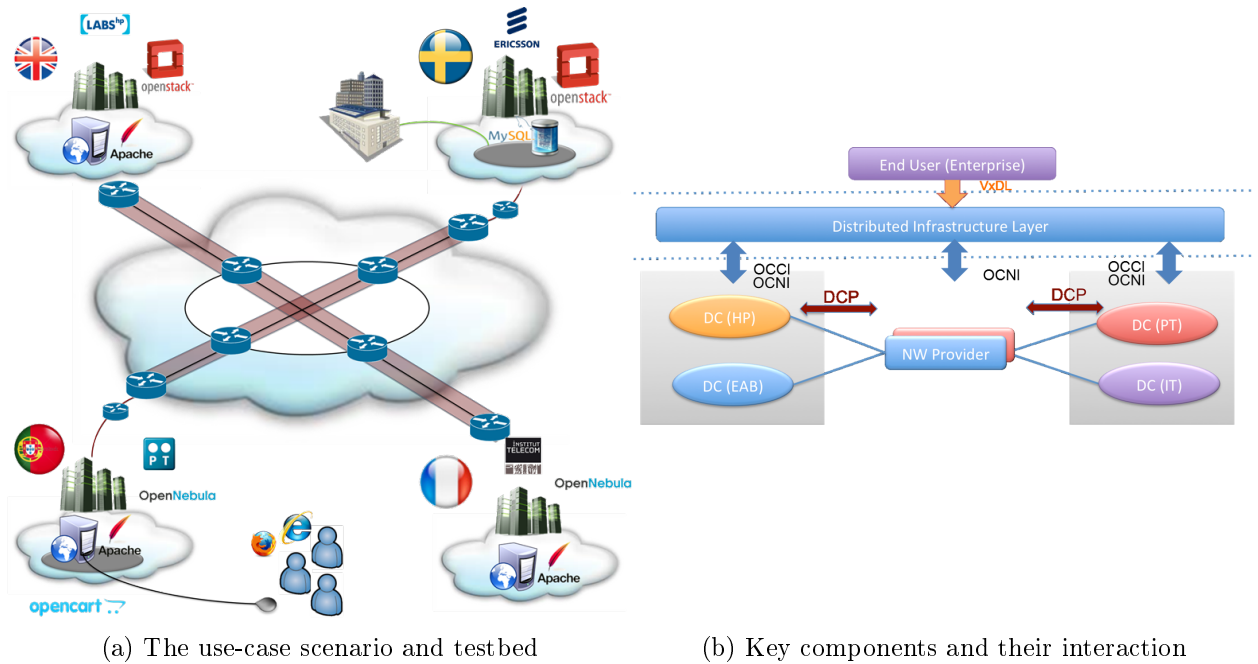 LABS hp
openstack™
Apache
ERICSSON
openstack™
MySQL
PT
OpenNebula
Apache
opencart
INSTITUT
TELECOM
OpenNebula
Apache
(a) The use-case scenario and testbed
End User (Enterprise)
VxDL
Distributed Infrastructure Layer
OCCI
OCNI
OCNI
OCCI
OCNI
DCP
DCP
DC (HP)
DC (PT)
NW Provider
DC (EAB)
DC (IT)
(b) Key components and their interaction